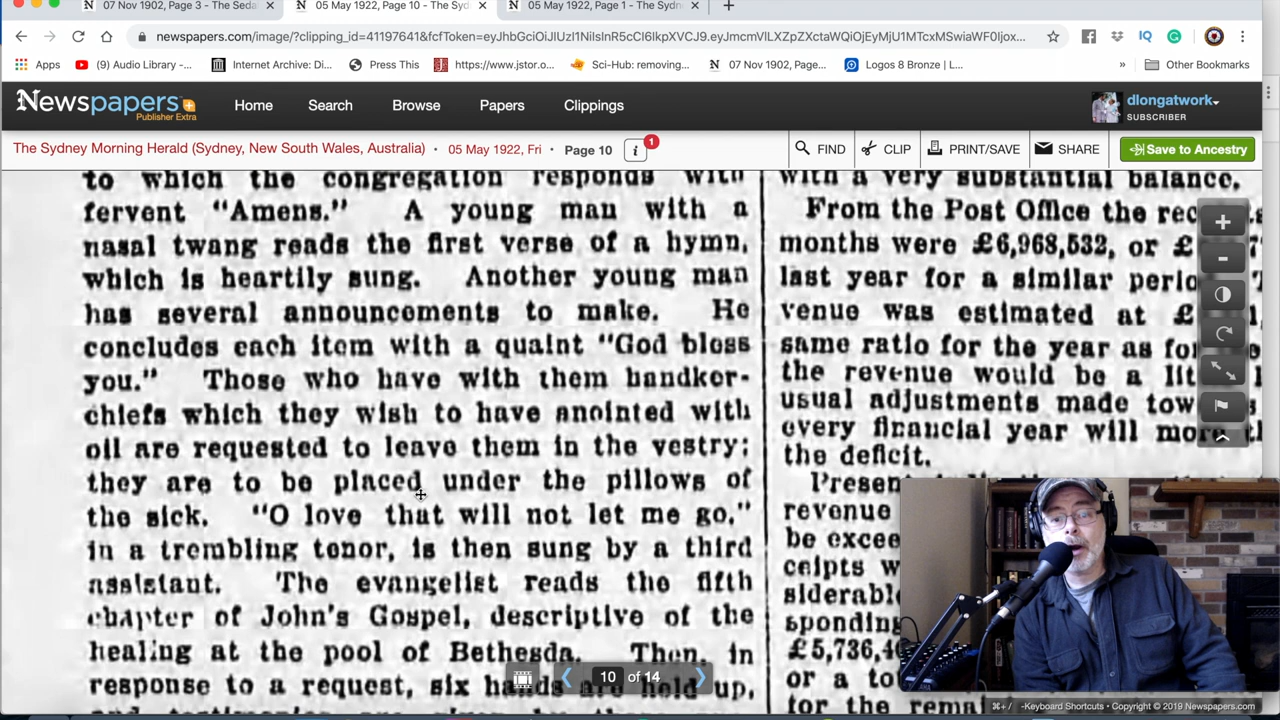 07 Nov 1902, Page 3 - The Seda
05 May 1922, Page 10 - The Syd
05 May 1922, Page 1 - The Sydn
newspapers.com/image/?clipping_id=41197641&fcfToken=
Apps
(9) Audio Library -...
Internet Archive: Di...
Press This
https://www.jstor.o...
Sci-Hub: removing...
07 Nov 1902, Page...
Logos 8 Bronze | L...
»
Other Bookmarks
Newspapers
Publisher Extra
Home
Search
Browse
Papers
Clippings
dlongatwork
SUBSCRIBER
The Sydney Morning Herald (Sydney, New South Wales, Australia) • 05 May 1922, Fri • Page 10
1
FIND
CLIP
PRINT/SAVE
SHARE
Save to Ancestry
to which the congregation responds with
fervent "Amens." A young man with a
nasal twang reads the first verse of a hymn,
which is heartily sung. Another young man
has several announcements to make. He
concludes each item with a quaint "God bless
you." Those who have with them handker-
chiefs which they wish to have anointed with
oil are requested to leave them in the vestry;
they are to be placed under the pillows of
the sick. "O love that will not let me go,"
in a trembling tenor, is then sung by a third
assistant. The evangelist reads the fifth
chapter of John's Gospel, descriptive of the
healing at the pool of Bethesda. Then, in
response to a request, six hands are held up,
with a very substantial balance.
From the Post Office the rec
months were £6,968,532, or £
last year for a similar perio
venue was estimated at £
same ratio for the year as for
the revenue would be a lit
usual adjustments made tow
every financial year will more
the deficit.
Present
revenue
be excee
ceipts w
siderabl
sponding
£5,736,4
or a to
for the remai
10 of 14
⌘+/ -Keyboard Shortcuts • Copyright © 2019 Newspapers.com